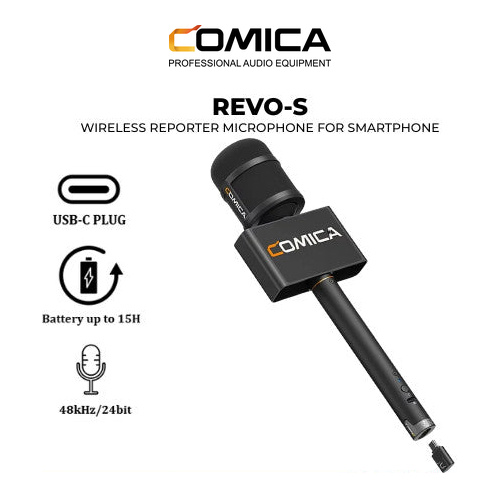 COMICA
PROFESSIONAL AUDIO EQUIPMENT
REVO-S
WIRELESS REPORTER MICROPHONE FOR SMARTPHONE
USB-C PLUG
Battery up to 15H
48kHz/24bit
COMICA
COMICA